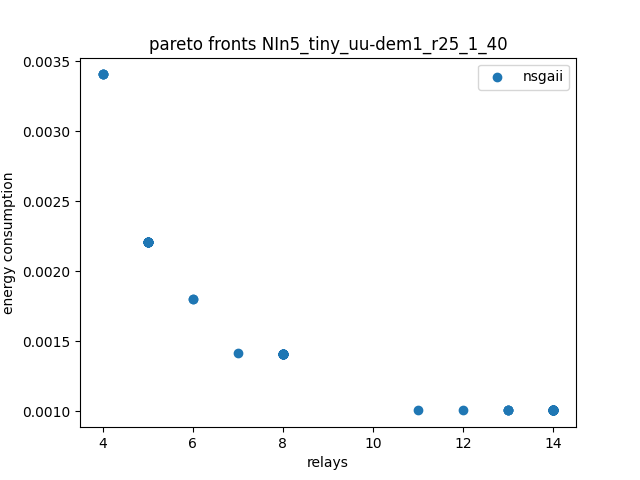 pareto fronts NIn5_tiny_uu-dem1_r25_1_40
nsgaii
energy consumption
0.0035
0.0030
0.0025
0.0020
0.0015
0.0010
4 6 8 10 12 14
relays